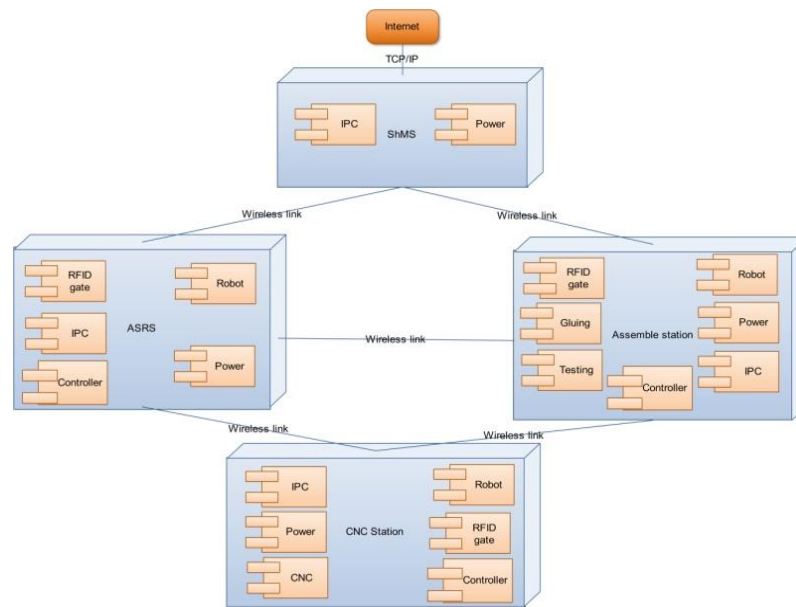 Internet
TCP/IP
IPC
Power
ShMS
Wireless link
Wireless link
RFID
gate
Robot
IPC
ASRS
Controller
Power
Wireless link
RFID
gate
Robot
Gluing
Power
Assemble station
Testing
IPC
Controller
Wireless link
Wireless link
IPC
Robot
Power
CNC Station
RFID
gate
CNC
Controller